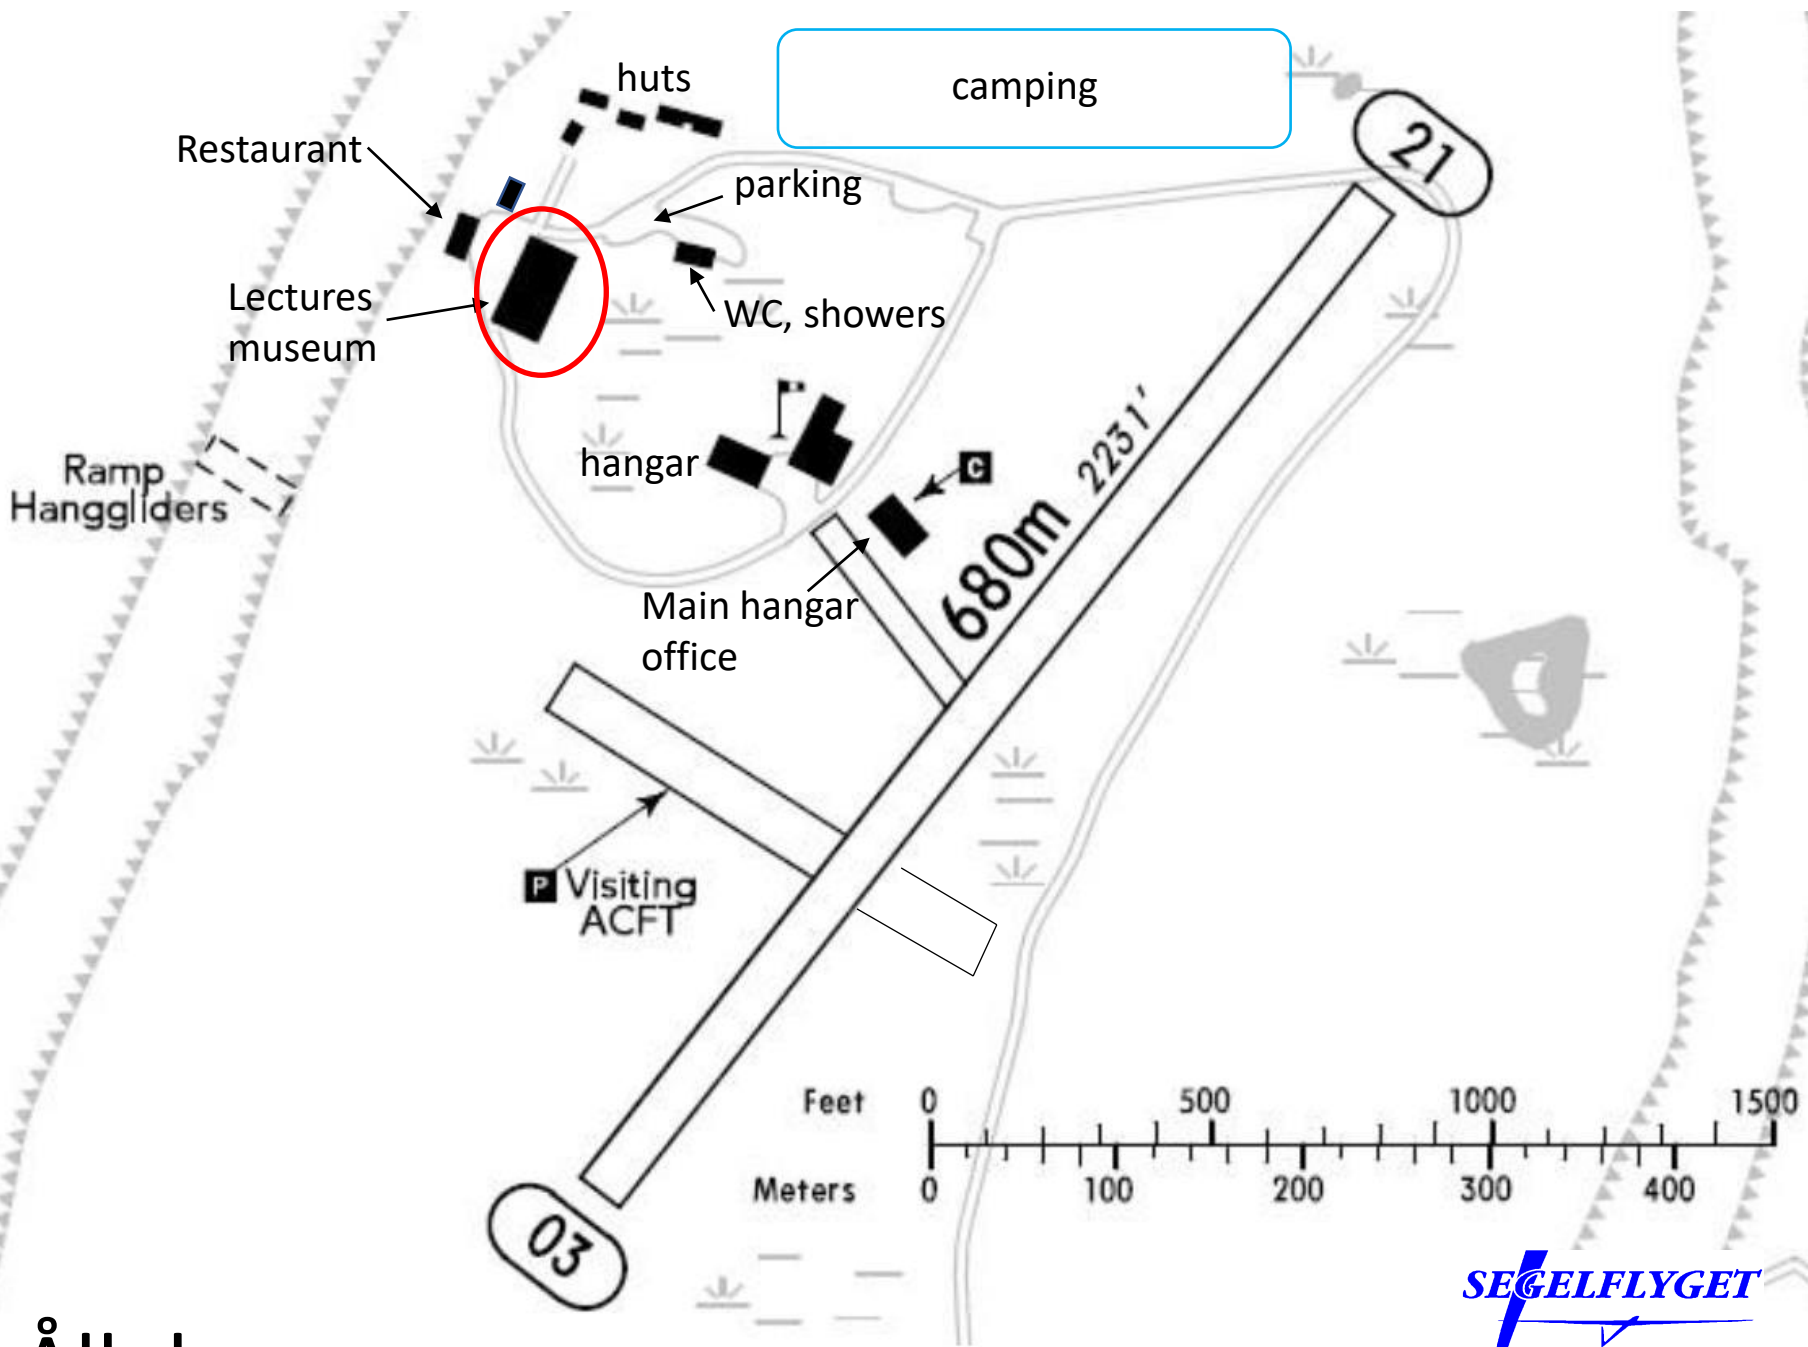 huts
camping
21
Restaurant
parking
Lectures
museum
WC, showers
2231'
680m
hangar
C
Ramp
Hanggliders
Main hangar
office
P Visiting
ACFT
Feet 0 500 1000 1500
Meters 0 100 200 300 400
03
SEGELFLYGET